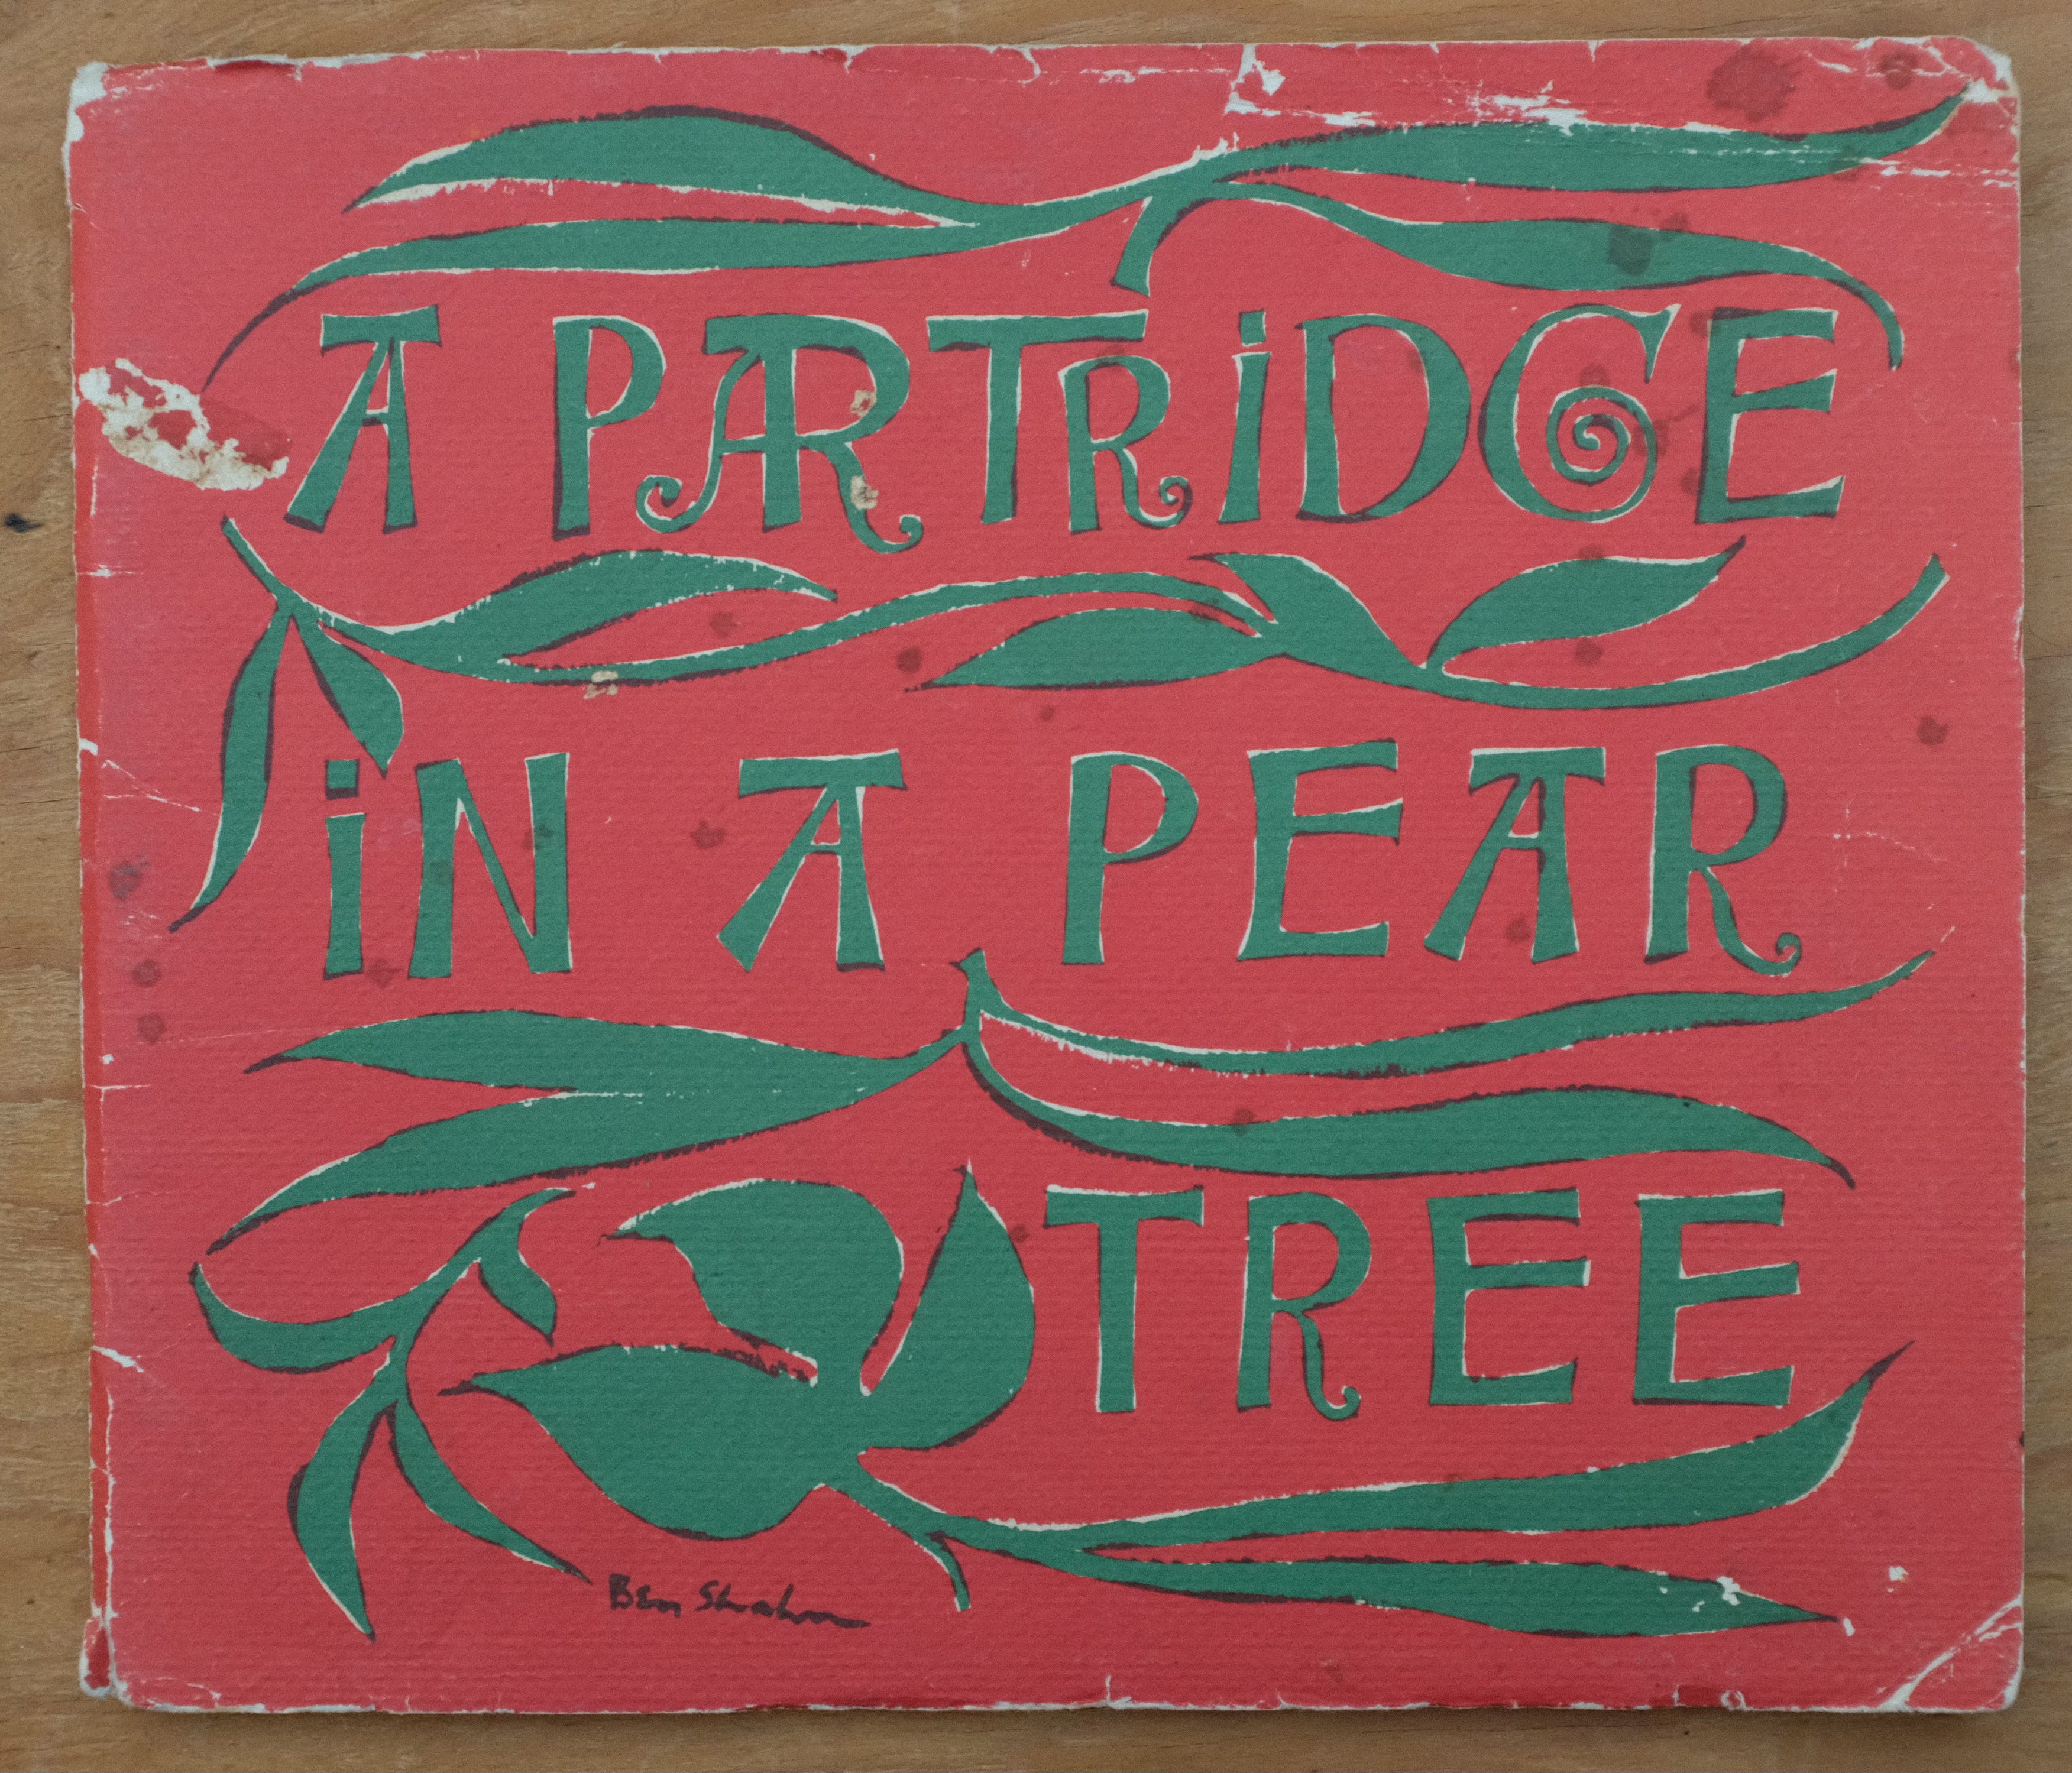 A PARTRiDGE
iN A PEAR
TREE
Ben Shahn